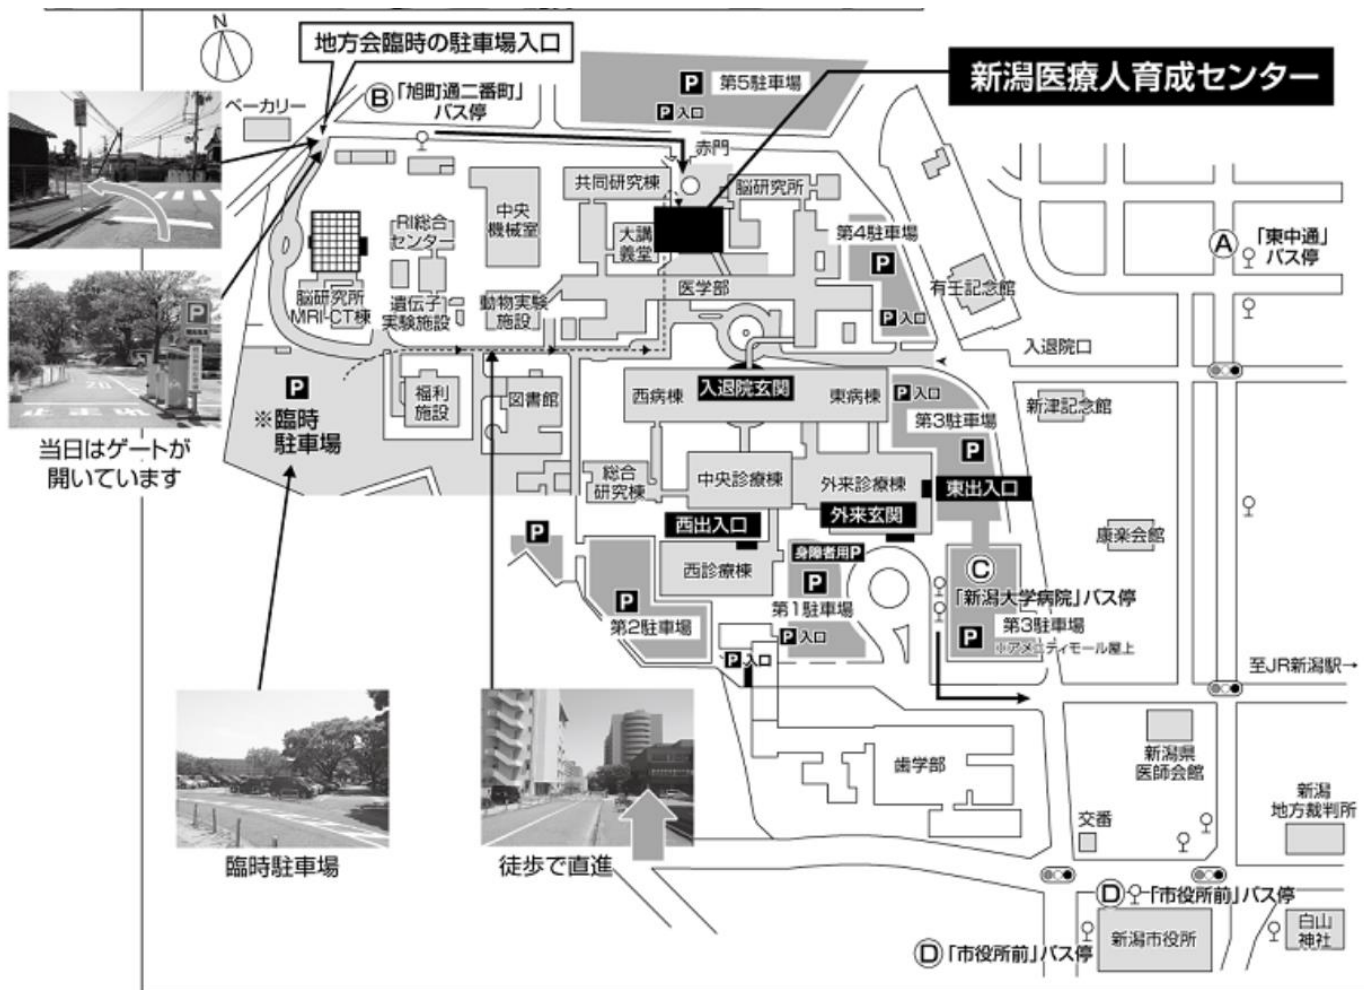 N
地方会臨時の駐車場入口
新潟医療人育成センター
ベーカリー
B
「旭町通二番町」
バス停
P
第5駐車場
P入口
赤門
共同研究棟
脳研究所
中央
機械室
RI総合
センター
大講
義堂
第4駐車場
P
P入口
A
「東中通」
バス停
有壬記念館
脳研究所
MRI-CT棟
遺伝子
実験施設
動物実験
施設
医学部
入退院口
P
当日はゲートが
開いています
P
※臨時
駐車場
福利
施設
図書館
西病棟
入退院玄関
東病棟
P入口
第3駐車場
P
新津記念館
総合
研究棟
中央診療棟
外来診療棟
東出入口
西出入口
外来玄関
康楽会館
P
西診療棟
身障者用P
P
第1駐車場
P入口
C
「新潟大学病院」バス停
P
第3駐車場
※アメニティモール屋上
P
第2駐車場
P入口
至JR新潟駅→
臨時駐車場
徒歩で直進
歯学部
新潟県
医師会館
新潟
地方裁判所
交番
D
「市役所前」バス停
新潟市役所
白山
神社
D
「市役所前」バス停